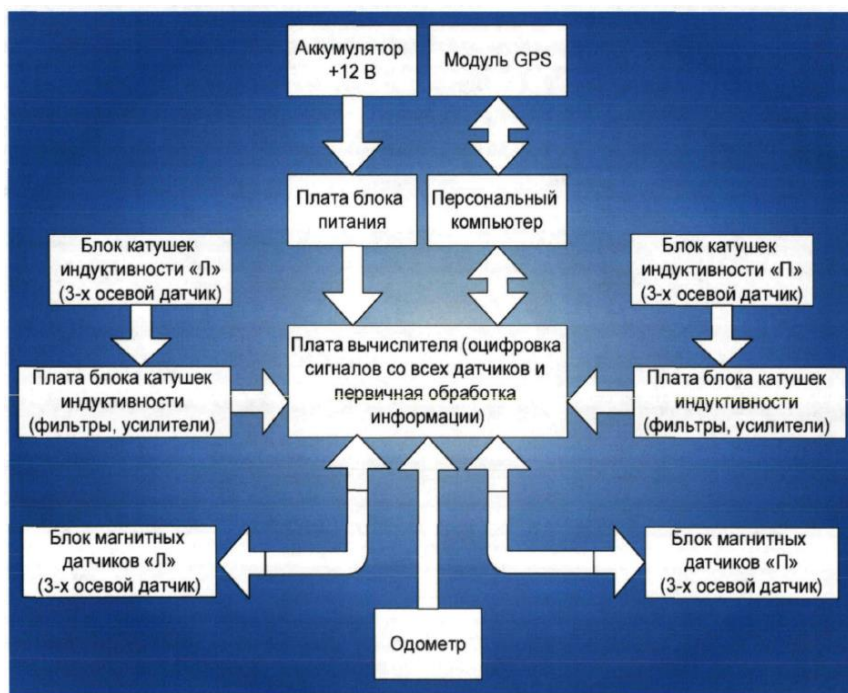 Аккумулятор
+12 В
Модуль GPS
Плата блока
питания
Персональный
компьютер
Блок катушек
индуктивности «Л»
(3-х осевой датчик)
Блок катушек
индуктивности «П»
(3-х осевой датчик)
Плата блока катушек
индуктивности
(фильтры, усилители)
Плата вычислителя (оцифровка
сигналов со всех датчиков и
первичная обработка
информации)
Плата блока катушек
индуктивности
(фильтры, усилители)
Блок магнитных
датчиков «Л»
(3-х осевой датчик)
Блок магнитных
датчиков «П»
(3-х осевой датчик)
Одометр